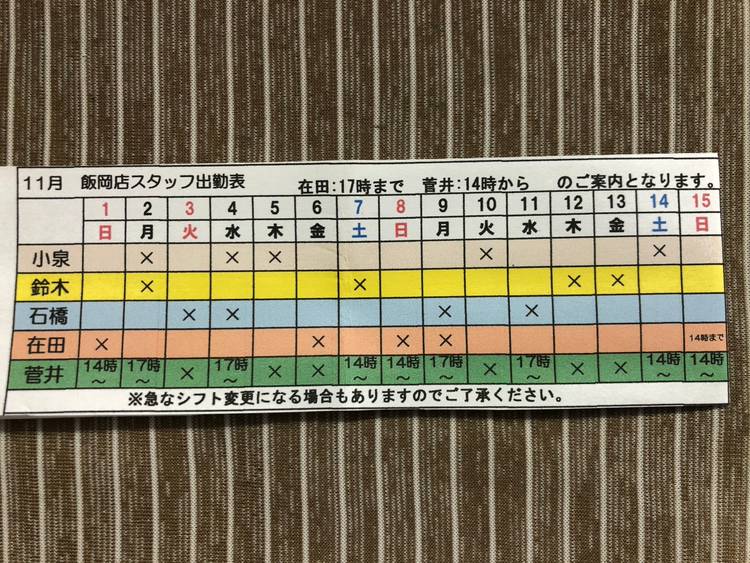 11月 飯岡店スタッフ出勤表 在田:17時まで 菅井:14時から のご案内となります。
1 2 3 4 5 6 7 8 9 10 11 12 13 14 15
日 月 火 水 木 金 土 日 月 火 水 木 金 土 日
小泉 × × × × ×
鈴木 × × × ×
石橋 × × × ×
在田 × × × × 14時まで
菅井 14時～ 17時～ × 17時～ × × 14時～ 14時～ 17時～ × 17時～ × × 14時～ 14時～
※急なシフト変更になる場合もありますのでご了承ください。